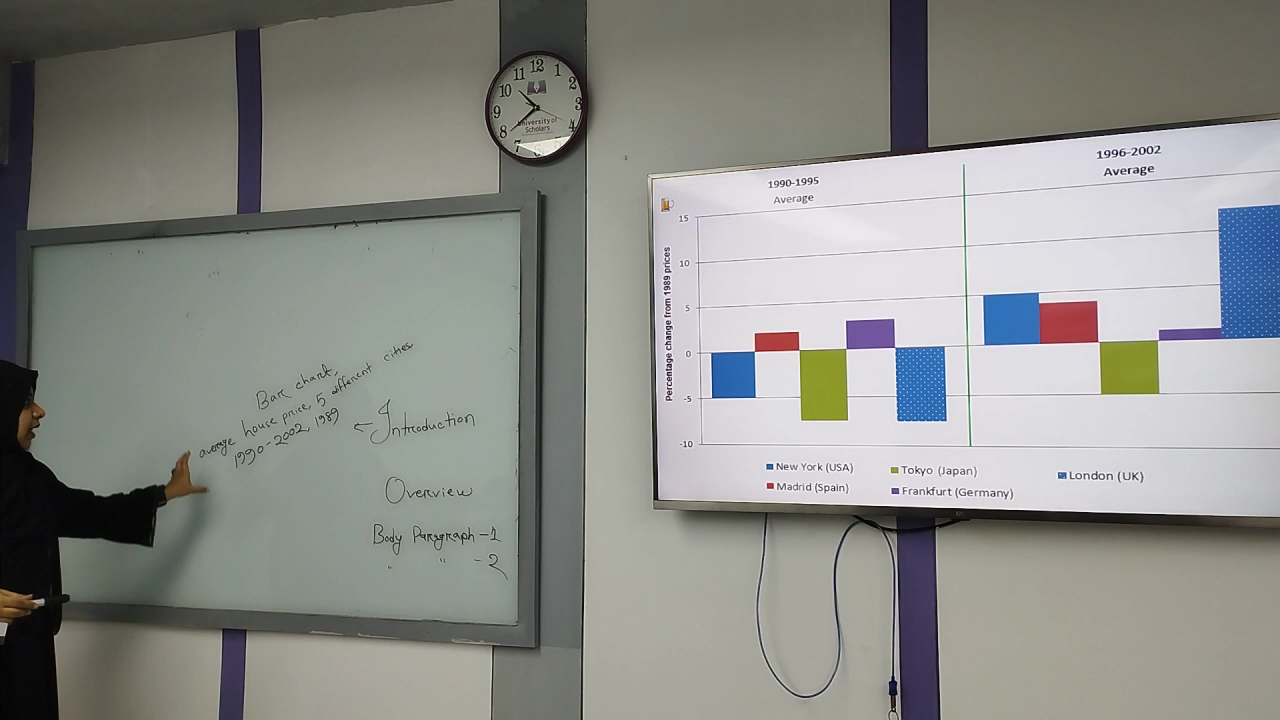 12
1
2
3
4
7
8
9
10
11
University of
Scholars
Bar chart,
average house price, 5 different cities
1990-2002, 1989
← Introduction
Overview
Body Paragraph -1
" " -2
1990-1995
Average
1996-2002
Average
Percentage change from 1989 prices
15
10
5
0
-5
-10
New York (USA)
Tokyo (Japan)
London (UK)
Madrid (Spain)
Frankfurt (Germany)